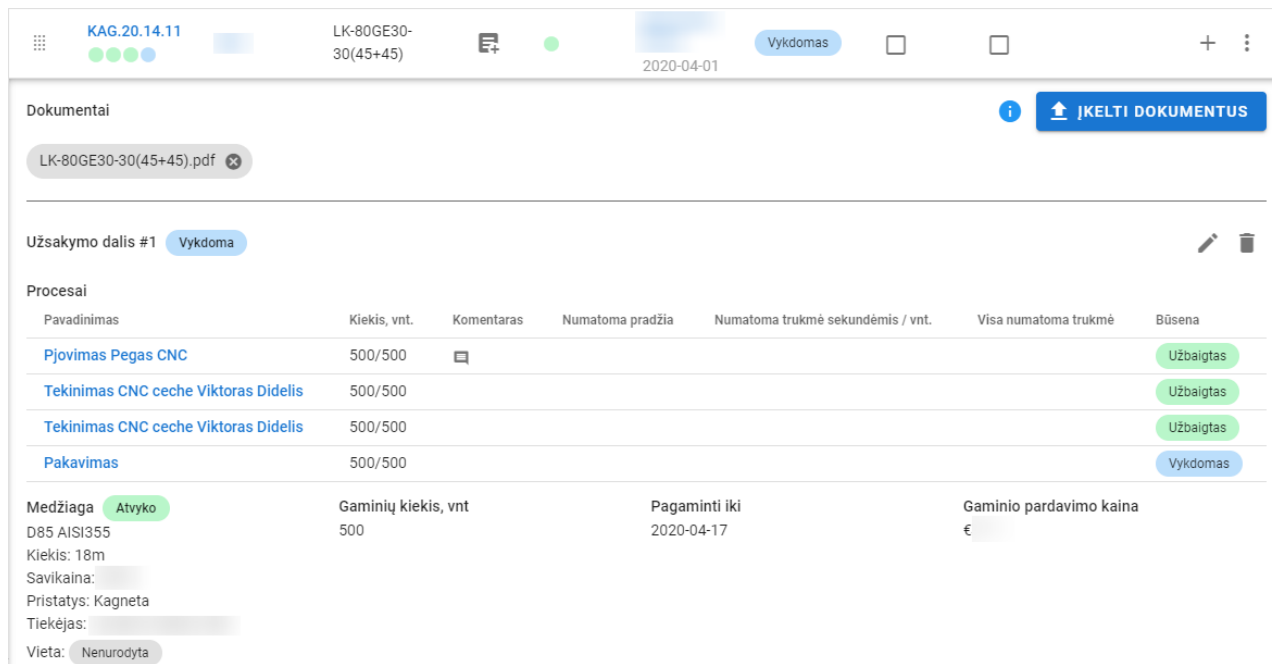 KAG.20.14.11
LK-80GE30-
30(45+45)
2020-04-01
Vykdomas
Dokumentai
ĮKELTI DOKUMENTUS
LK-80GE30-30(45+45).pdf
Užsakymo dalis #1 Vykdoma
Procesai
Pavadinimas Kiekis, vnt. Komentaras Numatoma pradžia Numatoma trukmė sekundėmis / vnt. Visa numatoma trukmė Būsena
Pjovimas Pegas CNC 500/500 Užbaigtas
Tekinimas CNC ceche Viktoras Didelis 500/500 Užbaigtas
Tekinimas CNC ceche Viktoras Didelis 500/500 Užbaigtas
Pakavimas 500/500 Vykdomas
Medžiaga Atvyko
D85 AISI355
Kiekis: 18m
Savikaina:
Pristatys: Kagneta
Tiekėjas:
Vieta: Nenurodyta
Gaminių kiekis, vnt
500
Pagaminti iki
2020-04-17
Gaminio pardavimo kaina
€